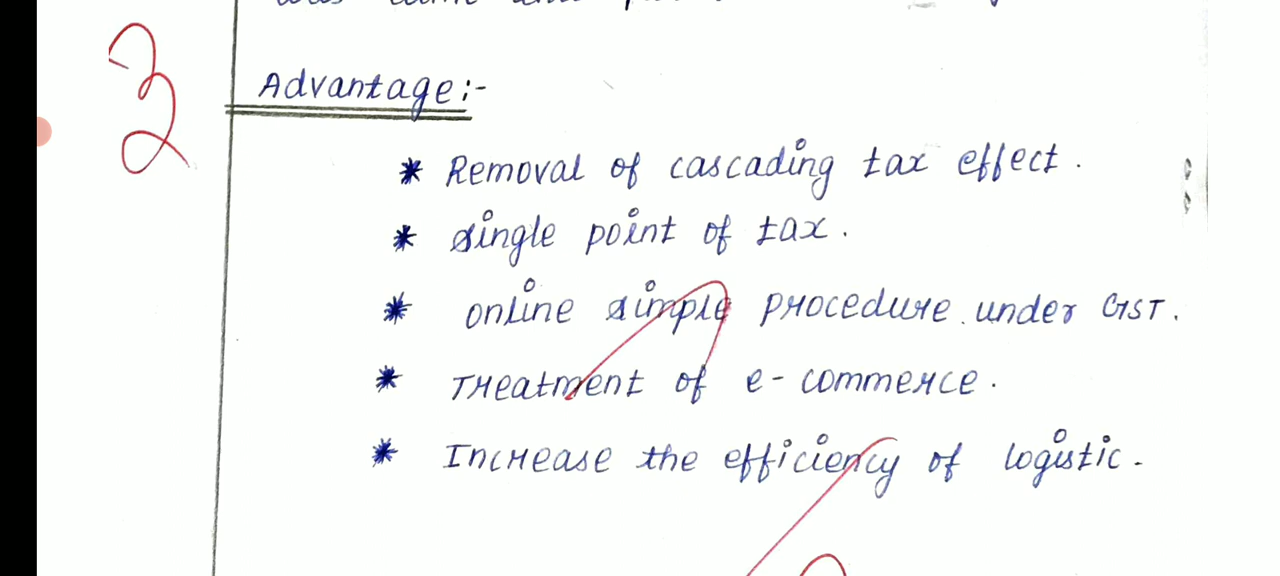 3
Advantage:-
* Removal of cascading tax effect.
* single point of tax.
* online simple procedure under GST.
* Treatment of e-commerce.
* Increase the efficiency of logistic.